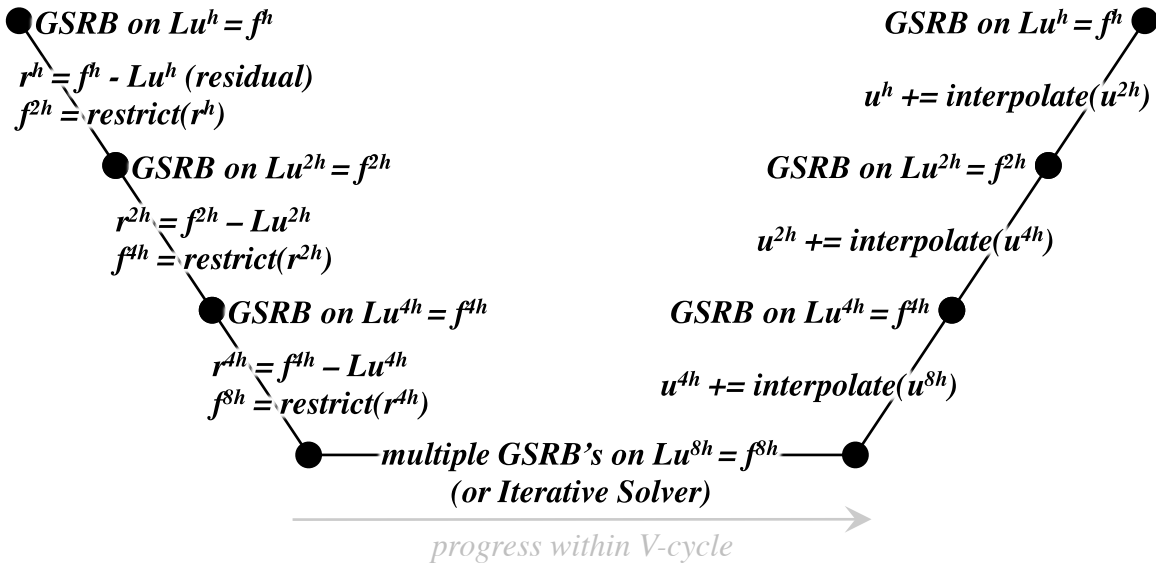 GSRB on Lu^h = f^h
r^h = f^h - Lu^h (residual)
f^2h = restrict(r^h)
GSRB on Lu^2h = f^2h
r^2h = f^2h – Lu^2h
f^4h = restrict(r^2h)
GSRB on Lu^4h = f^4h
r^4h = f^4h – Lu^4h
f^8h = restrict(r^4h)
multiple GSRB’s on Lu^8h = f^8h
(or Iterative Solver)
GSRB on Lu^h = f^h
u^h += interpolate(u^2h)
GSRB on Lu^2h = f^2h
u^2h += interpolate(u^4h)
GSRB on Lu^4h = f^4h
u^4h += interpolate(u^8h)
progress within V-cycle